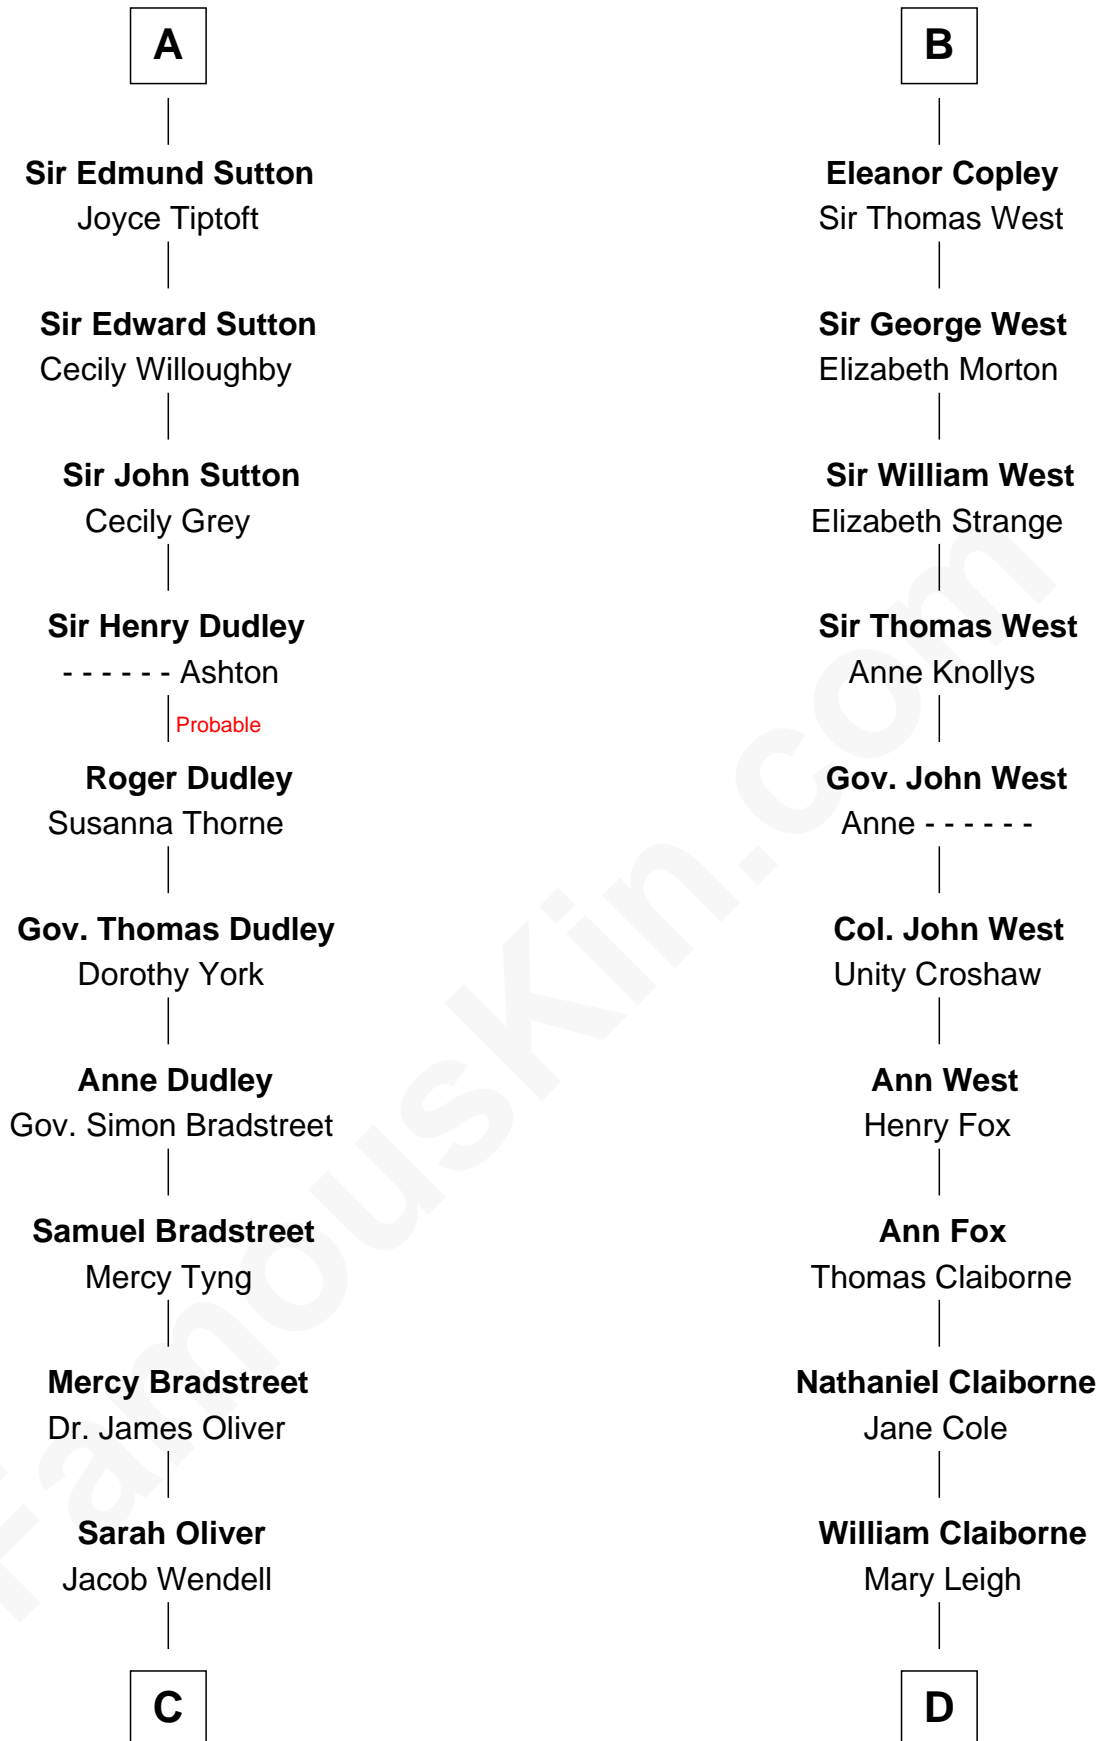 A
Sir Edmund Sutton
Joyce Tiptoft
Sir Edward Sutton
Cecily Willoughby
Sir John Sutton
Cecily Grey
Sir Henry Dudley
- - - - - - Ashton
Probable
Roger Dudley
Susanna Thorne
Gov. Thomas Dudley
Dorothy York
Anne Dudley
Gov. Simon Bradstreet
Samuel Bradstreet
Mercy Tyng
Mercy Bradstreet
Dr. James Oliver
Sarah Oliver
Jacob Wendell
C
B
Eleanor Copley
Sir Thomas West
Sir George West
Elizabeth Morton
Sir William West
Elizabeth Strange
Sir Thomas West
Anne Knollys
Gov. John West
Anne - - - - - -
Col. John West
Unity Croshaw
Ann West
Henry Fox
Ann Fox
Thomas Claiborne
Nathaniel Claiborne
Jane Cole
William Claiborne
Mary Leigh
D
FamousKin.com